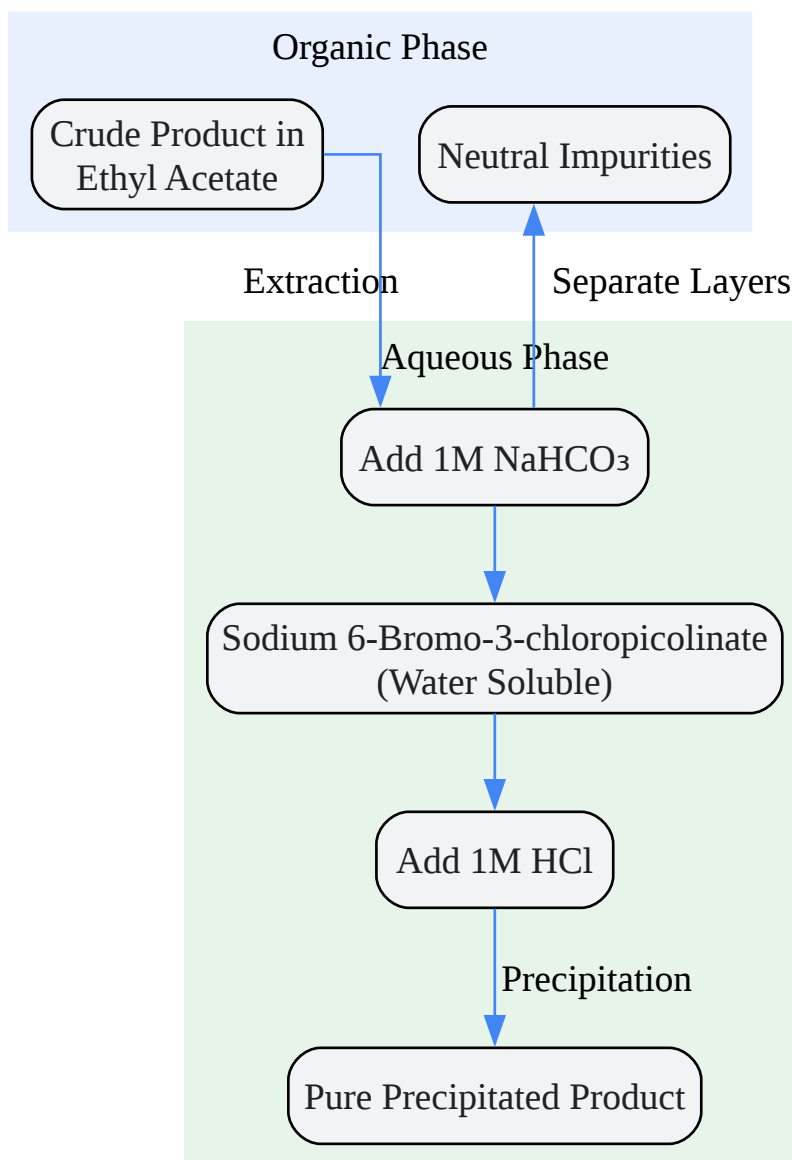 Organic Phase
Crude Product in
Ethyl Acetate
Neutral Impurities
Extraction
Separate Layers
Aqueous Phase
Add 1M NaHCO₃
Sodium 6-Bromo-3-chloropicolinate
(Water Soluble)
Add 1M HCl
Precipitation
Pure Precipitated Product